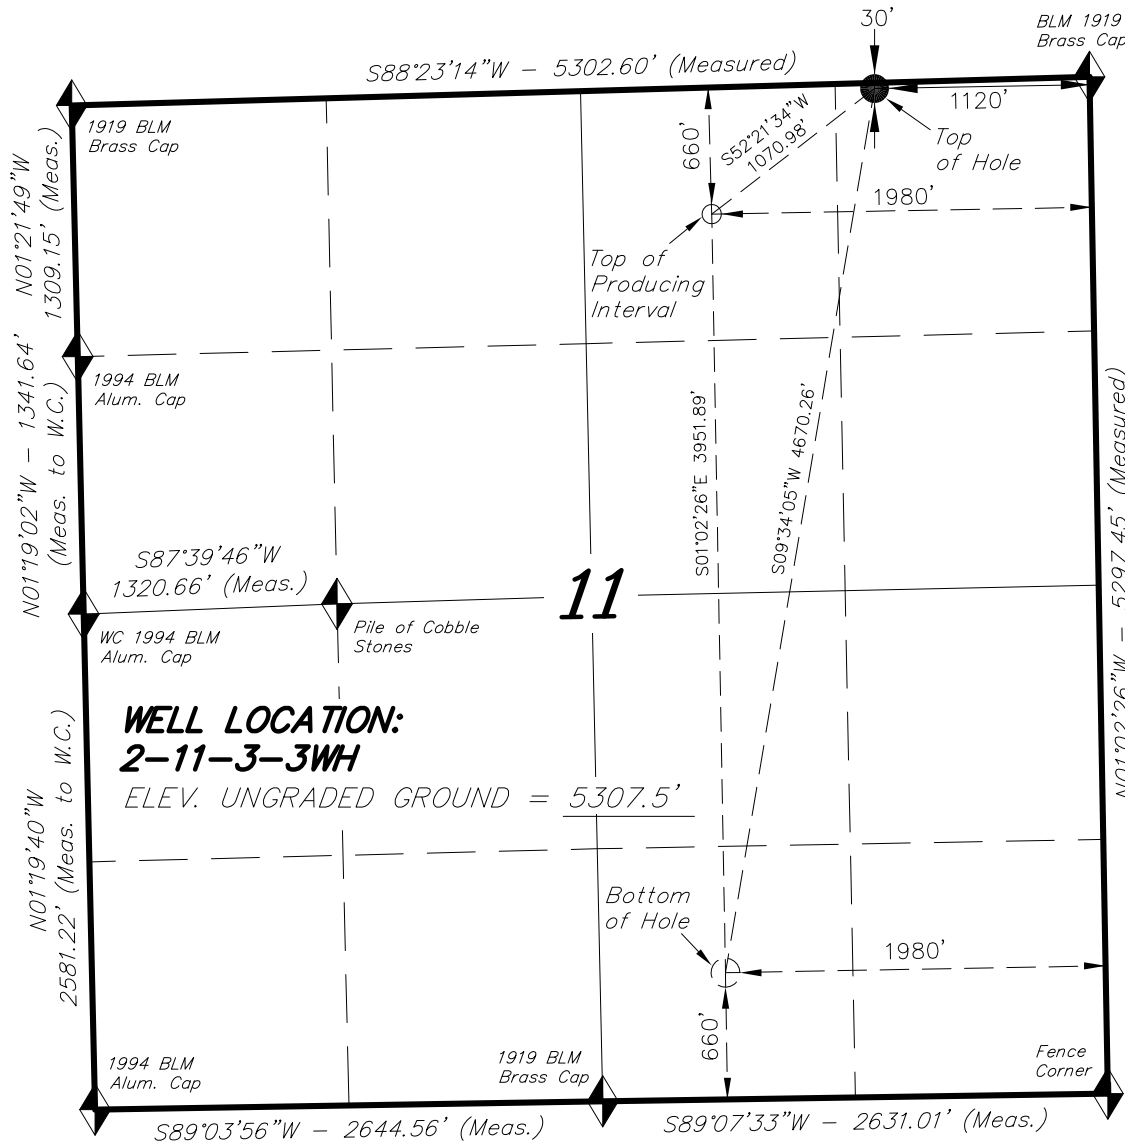 30'
BLM 1919
Brass Cap
S88°23'14"W - 5302.60' (Measured)
1919 BLM
Brass Cap
1120'
Top
of Hole
660'
S52°21'34"W
1070.98'
1980'
N01°21'49"W
1309.15' (Meas.)
Top of
Producing
Interval
1994 BLM
Alum. Cap
N01°19'02"W - 1341.64'
(Meas. to W.C.)
S01°02'26"E 3951.89'
S09°34'05"W 4670.26'
N01°02'26"W - 5297.45' (Measured)
S87°39'46"W
1320.66' (Meas.)
11
WC 1994 BLM
Alum. Cap
Pile of Cobble
Stones
WELL LOCATION:
2-11-3-3WH
ELEV. UNGRADED GROUND = 5307.5'
N01°19'40"W
2581.22' (Meas. to W.C.)
Bottom
of Hole
1980'
660'
1994 BLM
Alum. Cap
1919 BLM
Brass Cap
Fence
Corner
S89°03'56"W - 2644.56' (Meas.)
S89°07'33"W - 2631.01' (Meas.)